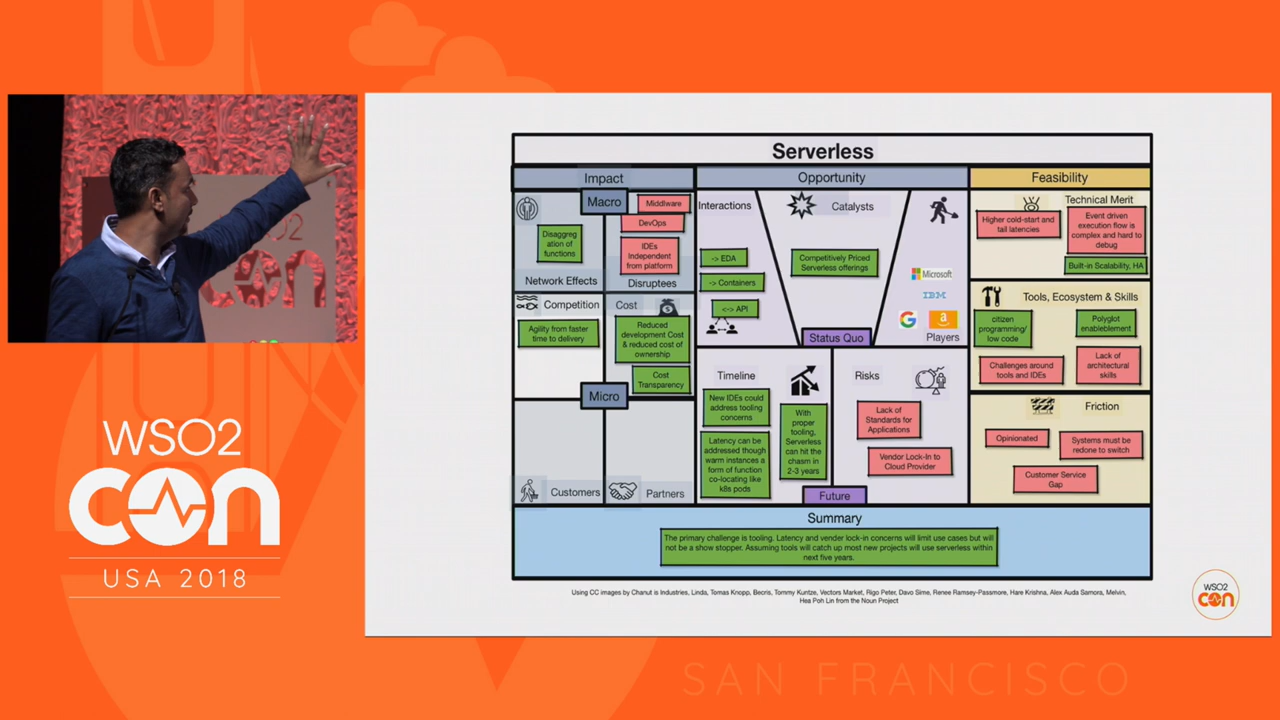 Serverless
Impact
Opportunity
Feasibility
Macro
Middlware
DevOps
IDEs
Independent
from platform
Disaggreg
ation of
functions
Network Effects
Disruptees
Competition
Agility from faster
time to delivery
Cost
Reduced
development Cost
& reduced cost of
ownership
Cost
Transparency
Micro
Customers
Partners
Interactions
-> EDA
-> Containers
<-> API
Catalysts
Competitively Priced
Serverless offerings
Microsoft
IBM
G
a
Players
Status Quo
Timeline
New IDEs could
address tooling
concerns
Latency can be
addressed though
warm instances a
form of function
co-locating like
k8s pods
With
proper
tooling,
Serverless
can hit the
chasm in
2-3 years
Risks
Lack of
Standards for
Applications
Vendor Lock-In to
Cloud Provider
Future
Technical Merit
Higher cold-start and
tail latencies
Event driven
execution flow is
complex and hard to
debug
Built-in Scalability, HA
Tools, Ecosystem & Skills
citizen
programming/
low code
Polyglot
enableblement
Challenges around
tools and IDEs
Lack of
architectural
skills
Friction
Opinionated
Systems must be
redone to switch
Customer Service
Gap
Summary
The primary challenge is tooling. Latency and vender lock-in concerns will limit use cases but will
not be a show stopper. Assuming tools will catch up most new projects will use serverless within
next five years.
Using CC images by Chanut is Industries, Linda, Tomas Knopp, Becris, Tommy Kuntze, Vectors Market, Rigo Peter, Davo Sime, Renee Ramsey-Passmore, Hare Krishna, Alex Auda Samora, Melvin,
Hea Poh Lin from the Noun Project
WSO2
con
WSO2
con
USA 2018
SAN FRANCISCO